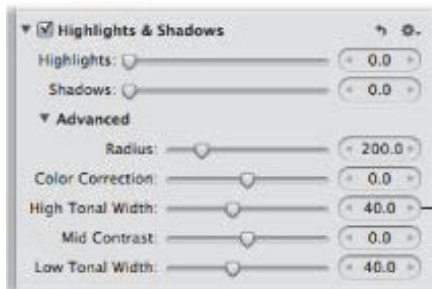 Highlights & Shadows
Highlights: 0.0
Shadows: 0.0
Advanced
Radius: 200.0
Color Correction: 0.0
High Tonal Width: 40.0
Mid Contrast: 0.0
Low Tonal Width: 40.0